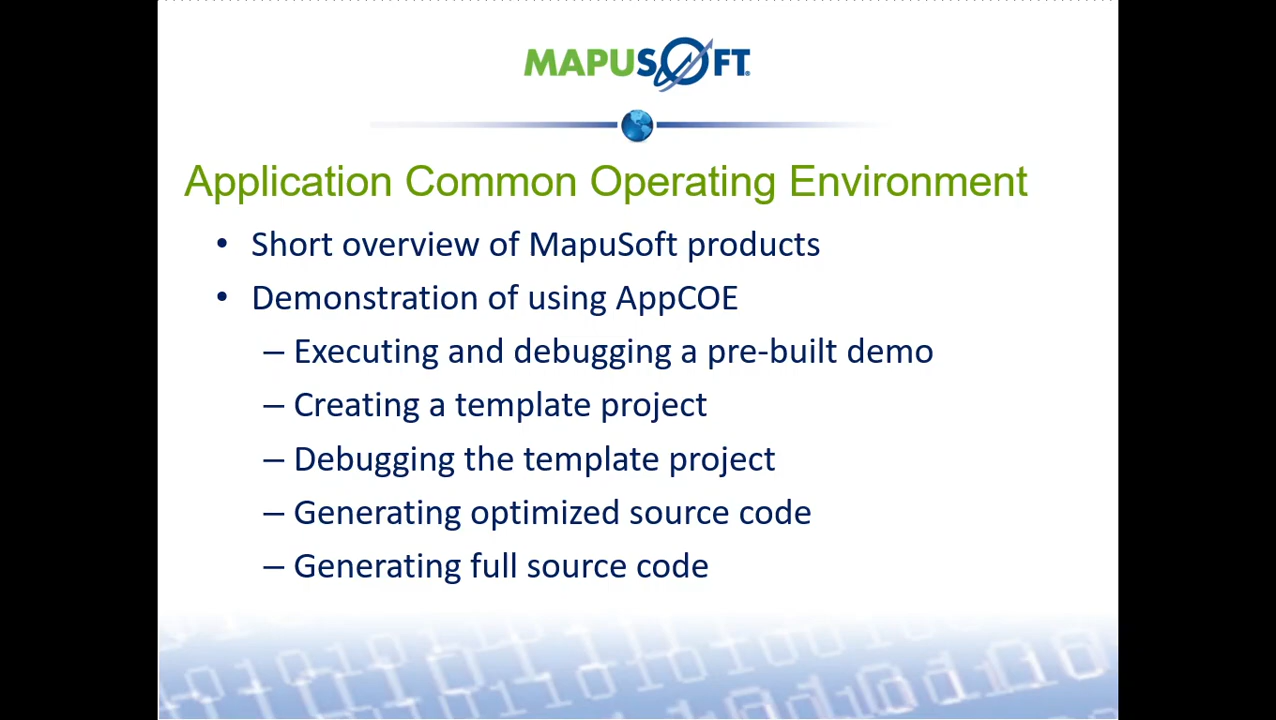 MAPUSOFT
Application Common Operating Environment
• Short overview of MapuSoft products
• Demonstration of using AppCOE
– Executing and debugging a pre-built demo
– Creating a template project
– Debugging the template project
– Generating optimized source code
– Generating full source code